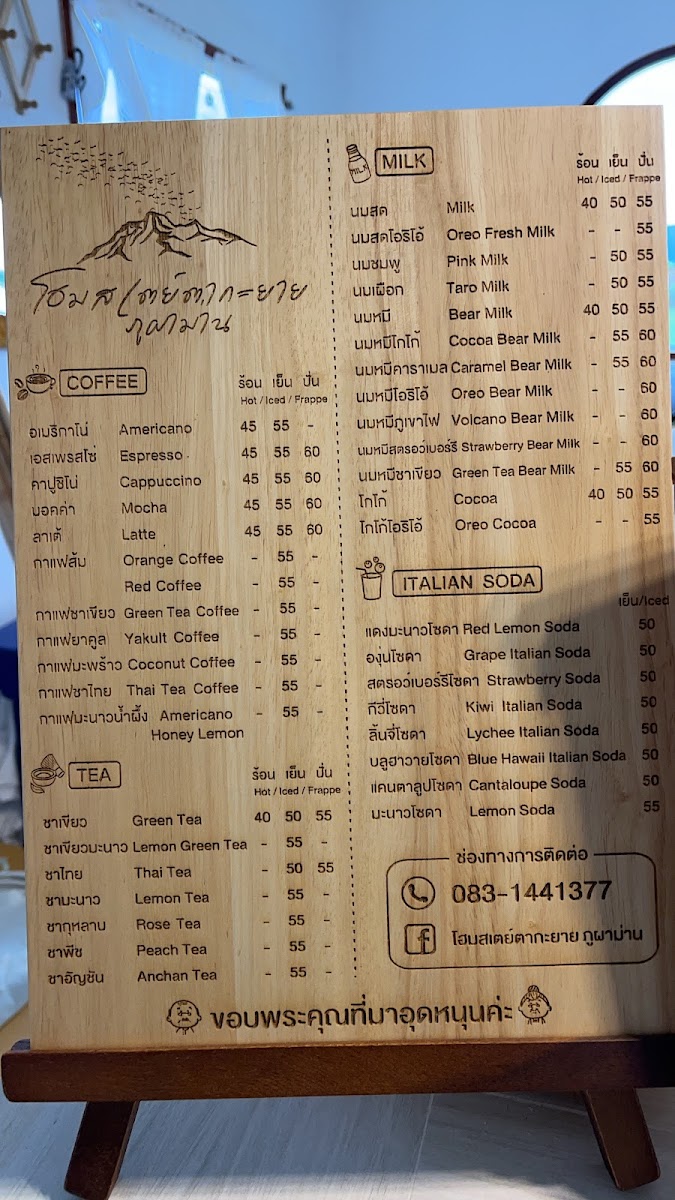 โฮมสเตย์ตากะยาย
ภูผาม่าน
COFFEE
ร้อน เย็น ปั่น
Hot / Iced / Frappe
อเมริกาโน่ Americano 45 55 -
เอสเพรสโซ่ Espresso 45 55 60
คาปูชิโน่ Cappuccino 45 55 60
มอคค่า Mocha 45 55 60
ลาเต้ Latte 45 55 60
กาแฟส้ม Orange Coffee - 55 -
Red Coffee - 55 -
กาแฟชาเขียว Green Tea Coffee - 55 -
กาแฟยาคูล Yakult Coffee - 55 -
กาแฟมะพร้าว Coconut Coffee - 55 -
กาแฟชาไทย Thai Tea Coffee - 55 -
กาแฟมะนาวน้ำผึ้ง Americano - 55 -
Honey Lemon
TEA
ร้อน เย็น ปั่น
Hot / Iced / Frappe
ชาเขียว Green Tea 40 50 55
ชาเขียวมะนาว Lemon Green Tea - 55 -
ชาไทย Thai Tea - 50 55
ชามะนาว Lemon Tea - 55 -
ชากุหลาบ Rose Tea - 55 -
ชาพีช Peach Tea - 55 -
ชาอัญชัน Anchan Tea - 55 -
MILK
MILK
ร้อน เย็น ปั่น
Hot / Iced / Frappe
นมสด Milk 40 50 55
นมสดโอริโอ้ Oreo Fresh Milk - - 55
นมชมพู Pink Milk - 50 55
นมเผือก Taro Milk - 50 55
นมหมี Bear Milk 40 50 55
นมหมีโกโก้ Cocoa Bear Milk - 55 60
นมหมีคาราเมล Caramel Bear Milk - 55 60
นมหมีโอริโอ้ Oreo Bear Milk - - 60
นมหมีภูเขาไฟ Volcano Bear Milk - - 60
นมหมีสตรอว์เบอร์รี Strawberry Bear Milk - - 60
นมหมีชาเขียว Green Tea Bear Milk - 55 60
โกโก้ Cocoa 40 50 55
โกโก้โอริโอ้ Oreo Cocoa - - 55
ITALIAN SODA
เย็น/Iced
แดงมะนาวโซดา Red Lemon Soda 50
องุ่นโซดา Grape Italian Soda 50
สตรอว์เบอร์รีโซดา Strawberry Soda 50
กีวี่โซดา Kiwi Italian Soda 50
ลิ้นจี่โซดา Lychee Italian Soda 50
บลูฮาวายโซดา Blue Hawaii Italian Soda 50
แคนตาลูปโซดา Cantaloupe Soda 50
มะนาวโซดา Lemon Soda 55
ช่องทางการติดต่อ
083-1441377
f โฮมสเตย์ตากะยาย ภูผาม่าน
ขอบพระคุณที่มาอุดหนุนค่ะ